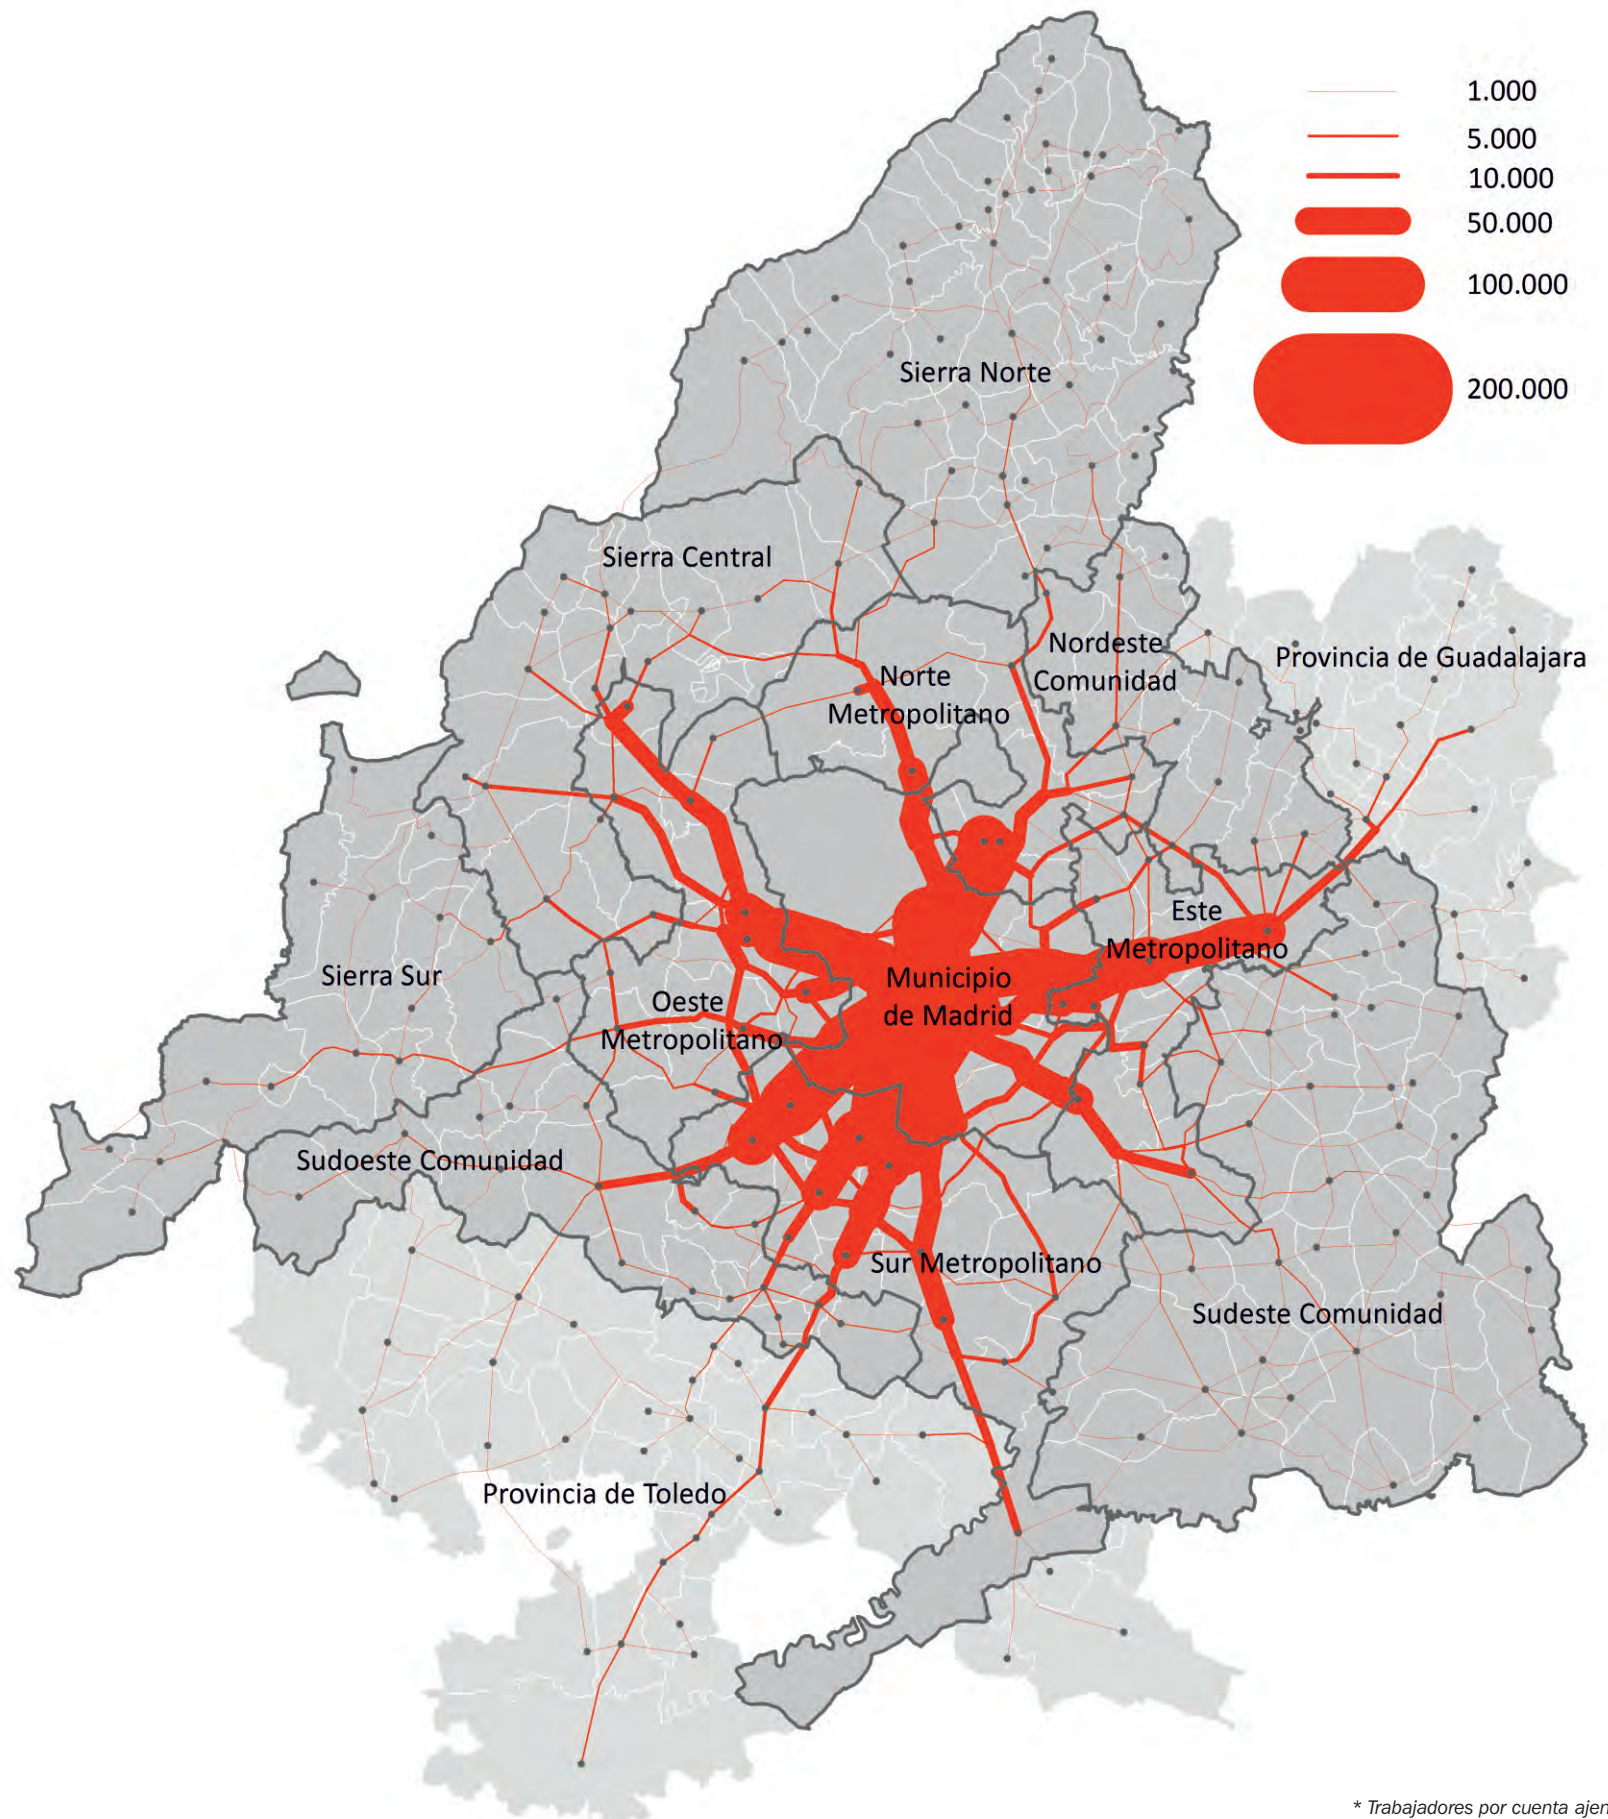 1.000
5.000
10.000
50.000
100.000
200.000
Sierra Norte
Sierra Central
Nordeste
Comunidad
Provincia de Guadalajara
Norte
Metropolitano
Este
Metropolitano
Sierra Sur
Municipio
de Madrid
Oeste
Metropolitano
Sudoeste Comunidad
Sur Metropolitano
Sudeste Comunidad
Provincia de Toledo
* Trabajadores por cuenta ajen